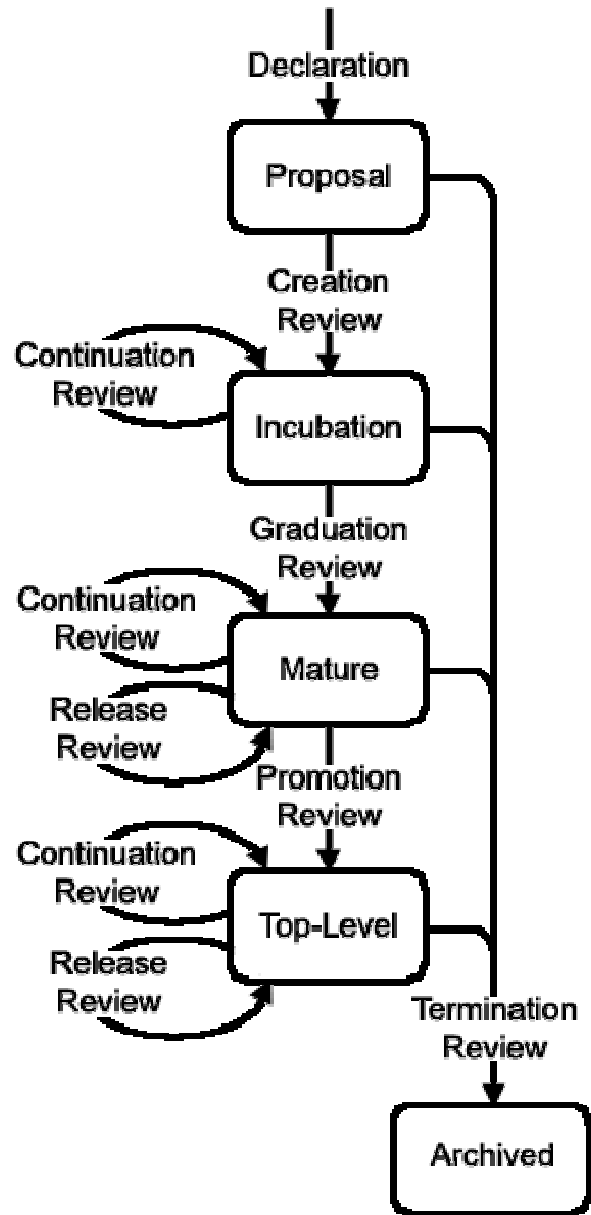 Declaration
Proposal
Creation
Review
Continuation
Review
Incubation
Graduation
Review
Continuation
Review
Mature
Release
Review
Promotion
Review
Continuation
Review
Top-Level
Release
Review
Termination
Review
Archived